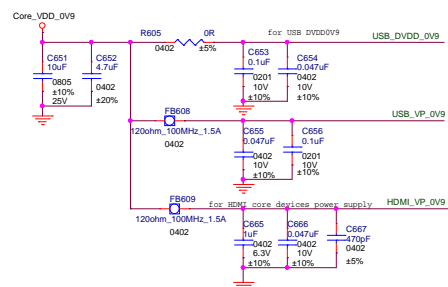 Core_VDD_0V9
R605
0R
0402
±5%
for USB DVDD0V9
USB_DVDD_0V9
C651
10uF
0805
±10%
25V
C652
4.7uF
0402
±20%
C653
0.1uF
0201
10V
±10%
C654
0.047uF
0402
10V
±10%
FB608
120ohm_100MHz_1.5A
0402
USB_VP_0V9
C655
0.047uF
0402
10V
±10%
C656
0.1uF
0201
10V
±10%
FB609
120ohm_100MHz_1.5A
0402
for HDMI core devices power supply
HDMI_VP_0V9
C665
1uF
0402
6.3V
±10%
C666
0.047uF
0402
10V
±10%
C667
470pF
0402
±5%